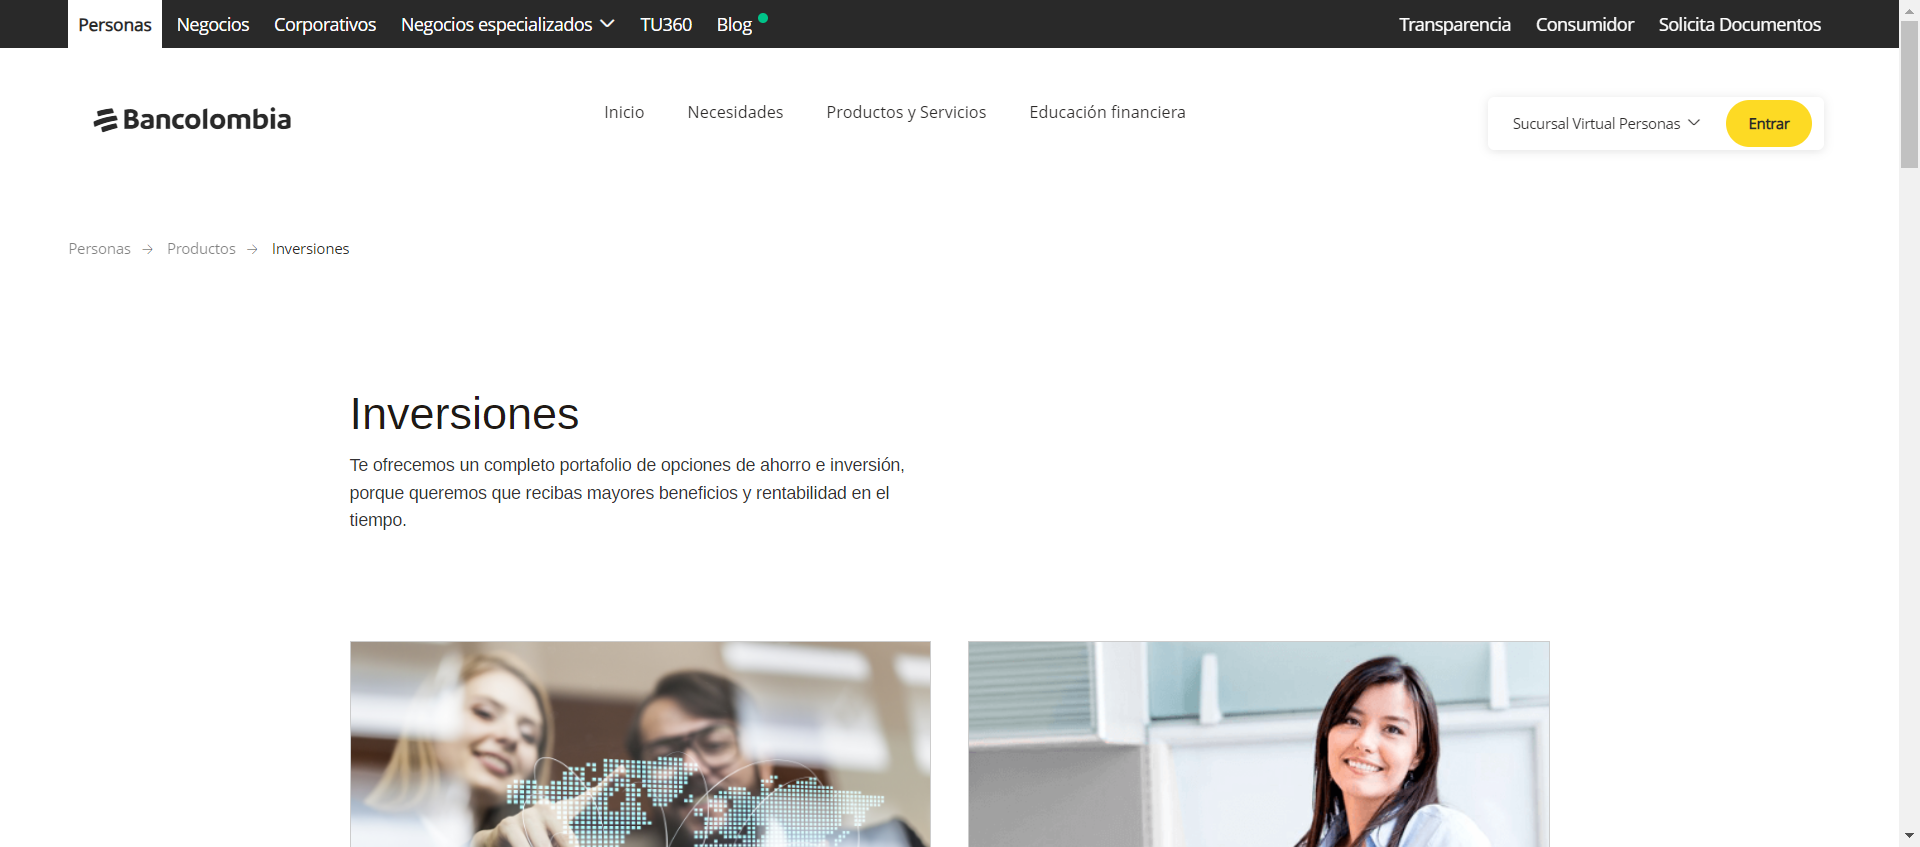 Personas Negocios Corporativos Negocios especializados TU360 Blog Transparencia Consumidor Solicita Documentos
Bancolombia Inicio Necesidades Productos y Servicios Educación financiera Sucursal Virtual Personas Entrar
Personas Productos Inversiones
Inversiones
Te ofrecemos un completo portafolio de opciones de ahorro e inversión,
porque queremos que recibas mayores beneficios y rentabilidad en el
tiempo.